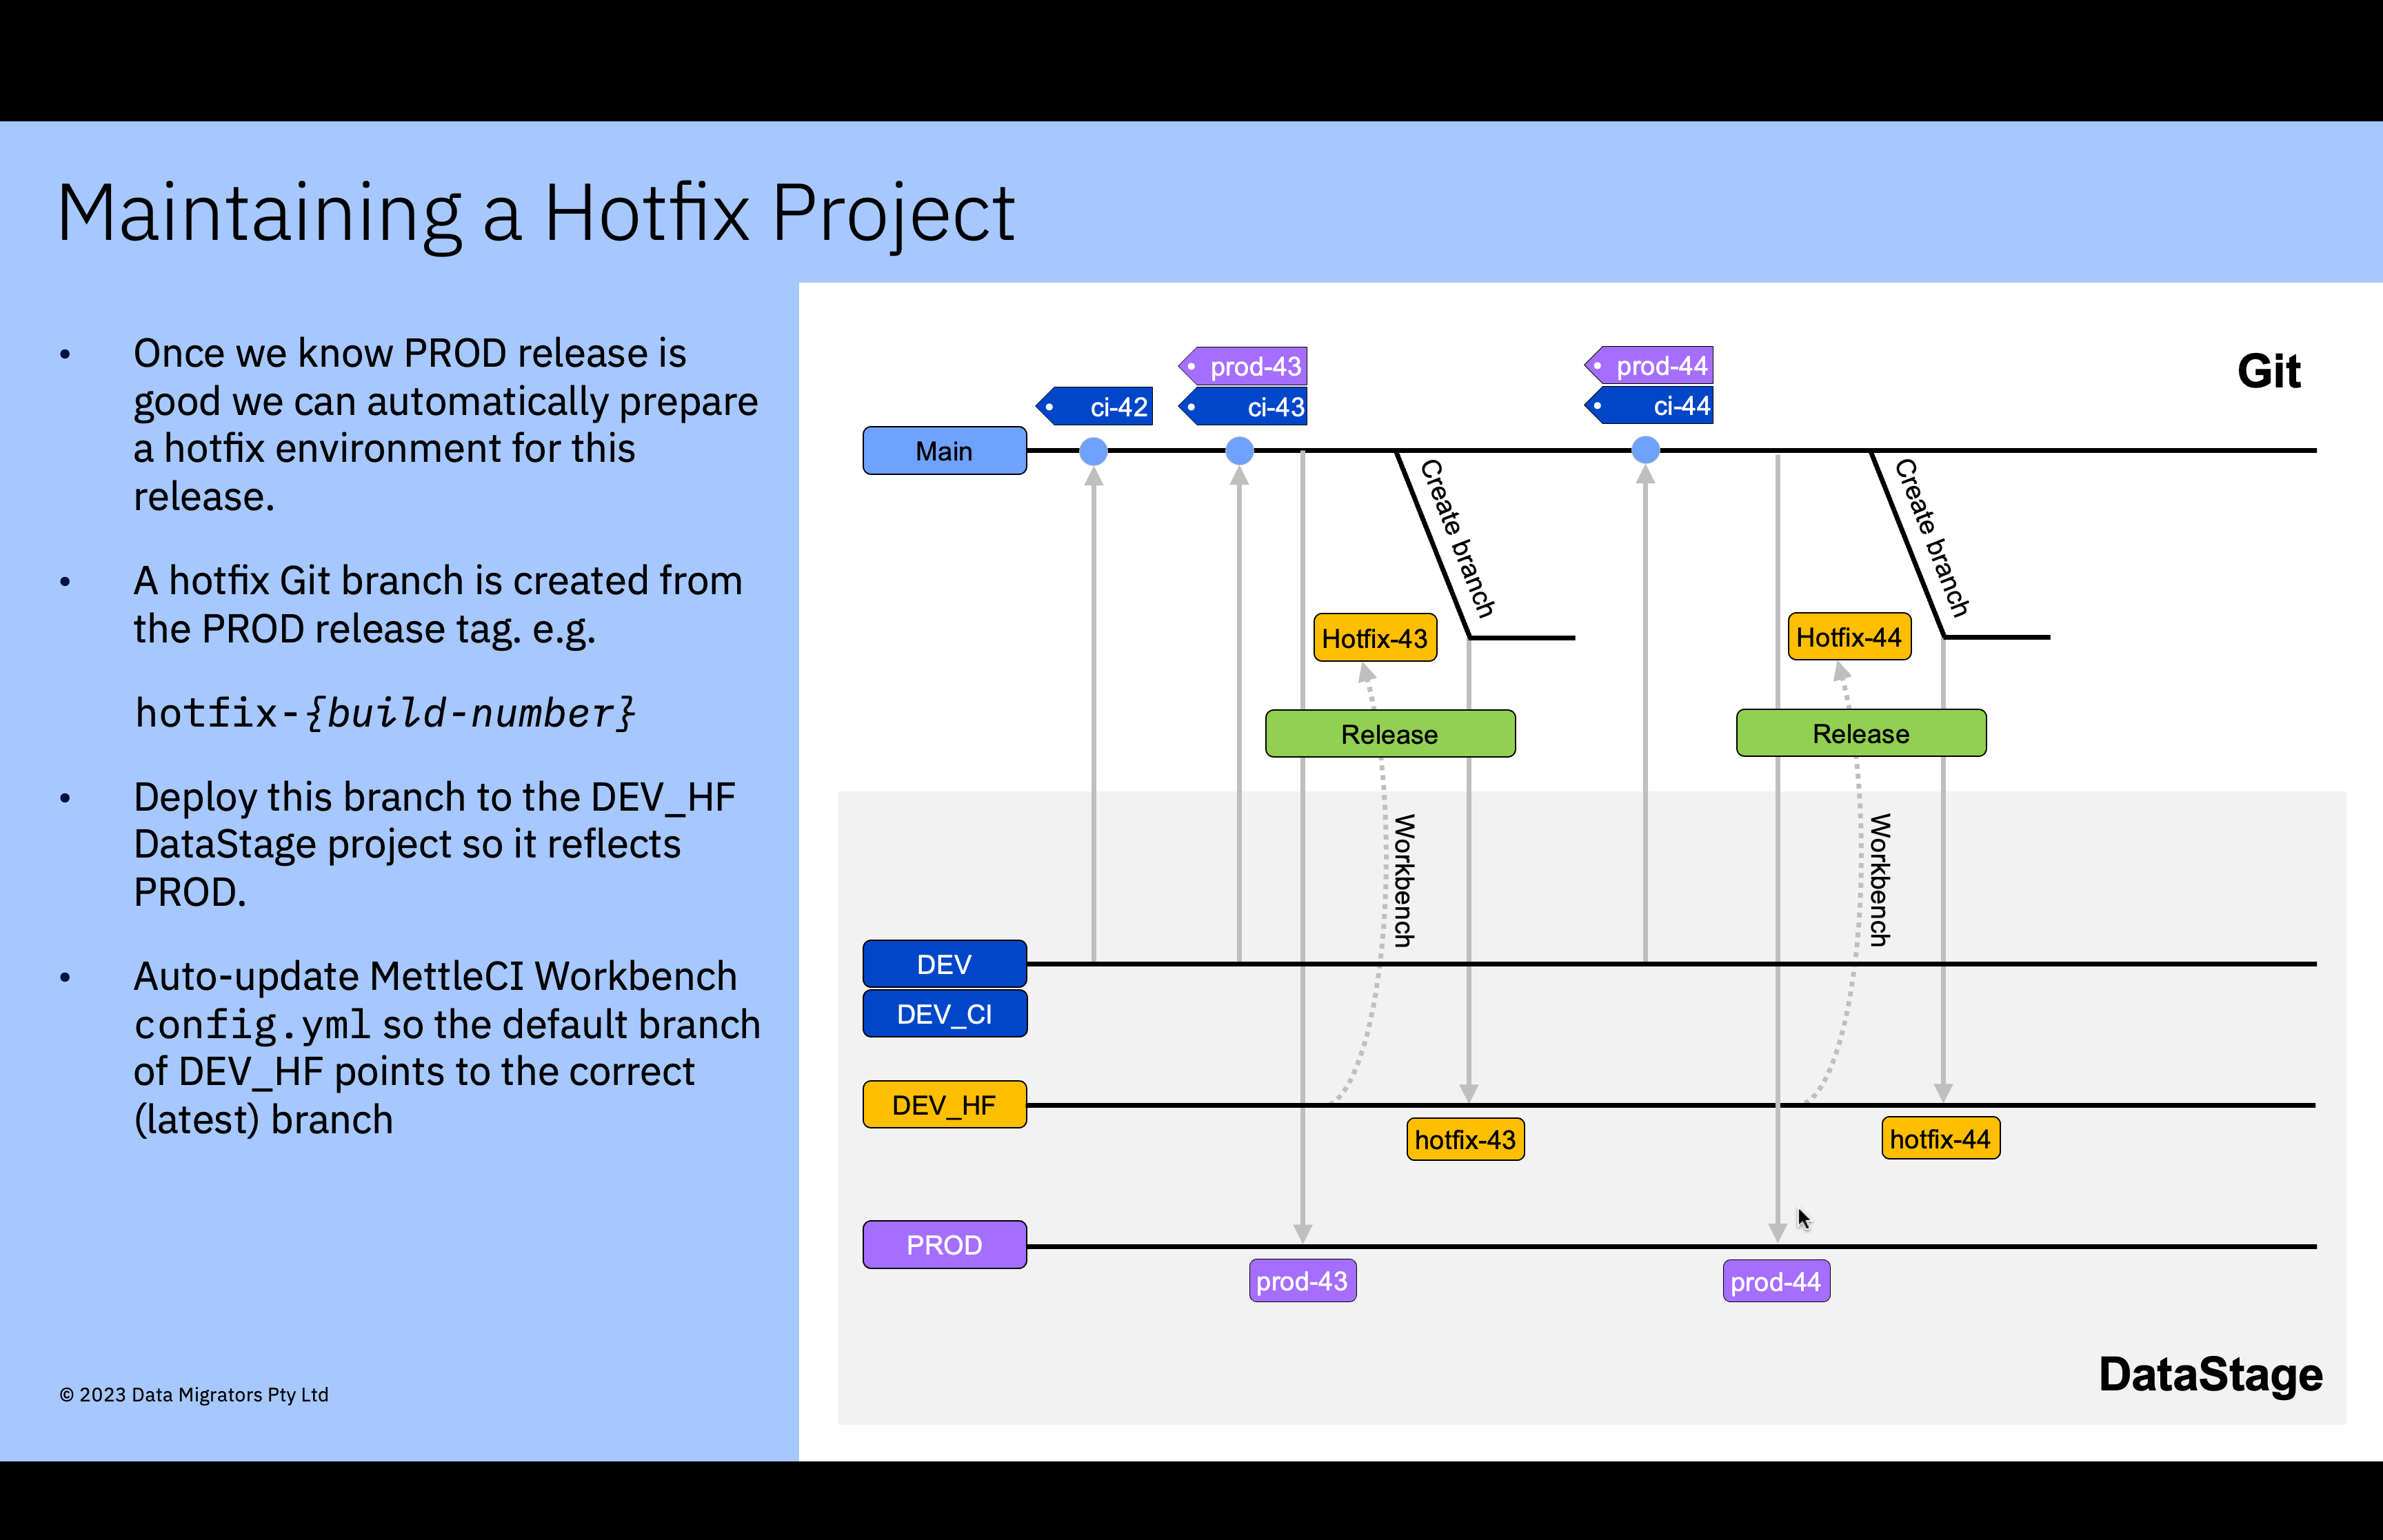 Maintaining a Hotfix Project
• Once we know PROD release is
good we can automatically prepare
a hotfix environment for this
release.
• A hotfix Git branch is created from
the PROD release tag. e.g.
hotfix-{build-number}
• Deploy this branch to the DEV_HF
DataStage project so it reflects
PROD.
• Auto-update MettleCI Workbench
config.yml so the default branch
of DEV_HF points to the correct
(latest) branch
© 2023 Data Migrators Pty Ltd
Git
prod-43
prod-44
ci-42
ci-43
ci-44
Main
Create branch
Create branch
Hotfix-43
Hotfix-44
Release
Release
Workbench
Workbench
DEV
DEV_CI
DEV_HF
hotfix-43
hotfix-44
PROD
prod-43
prod-44
DataStage